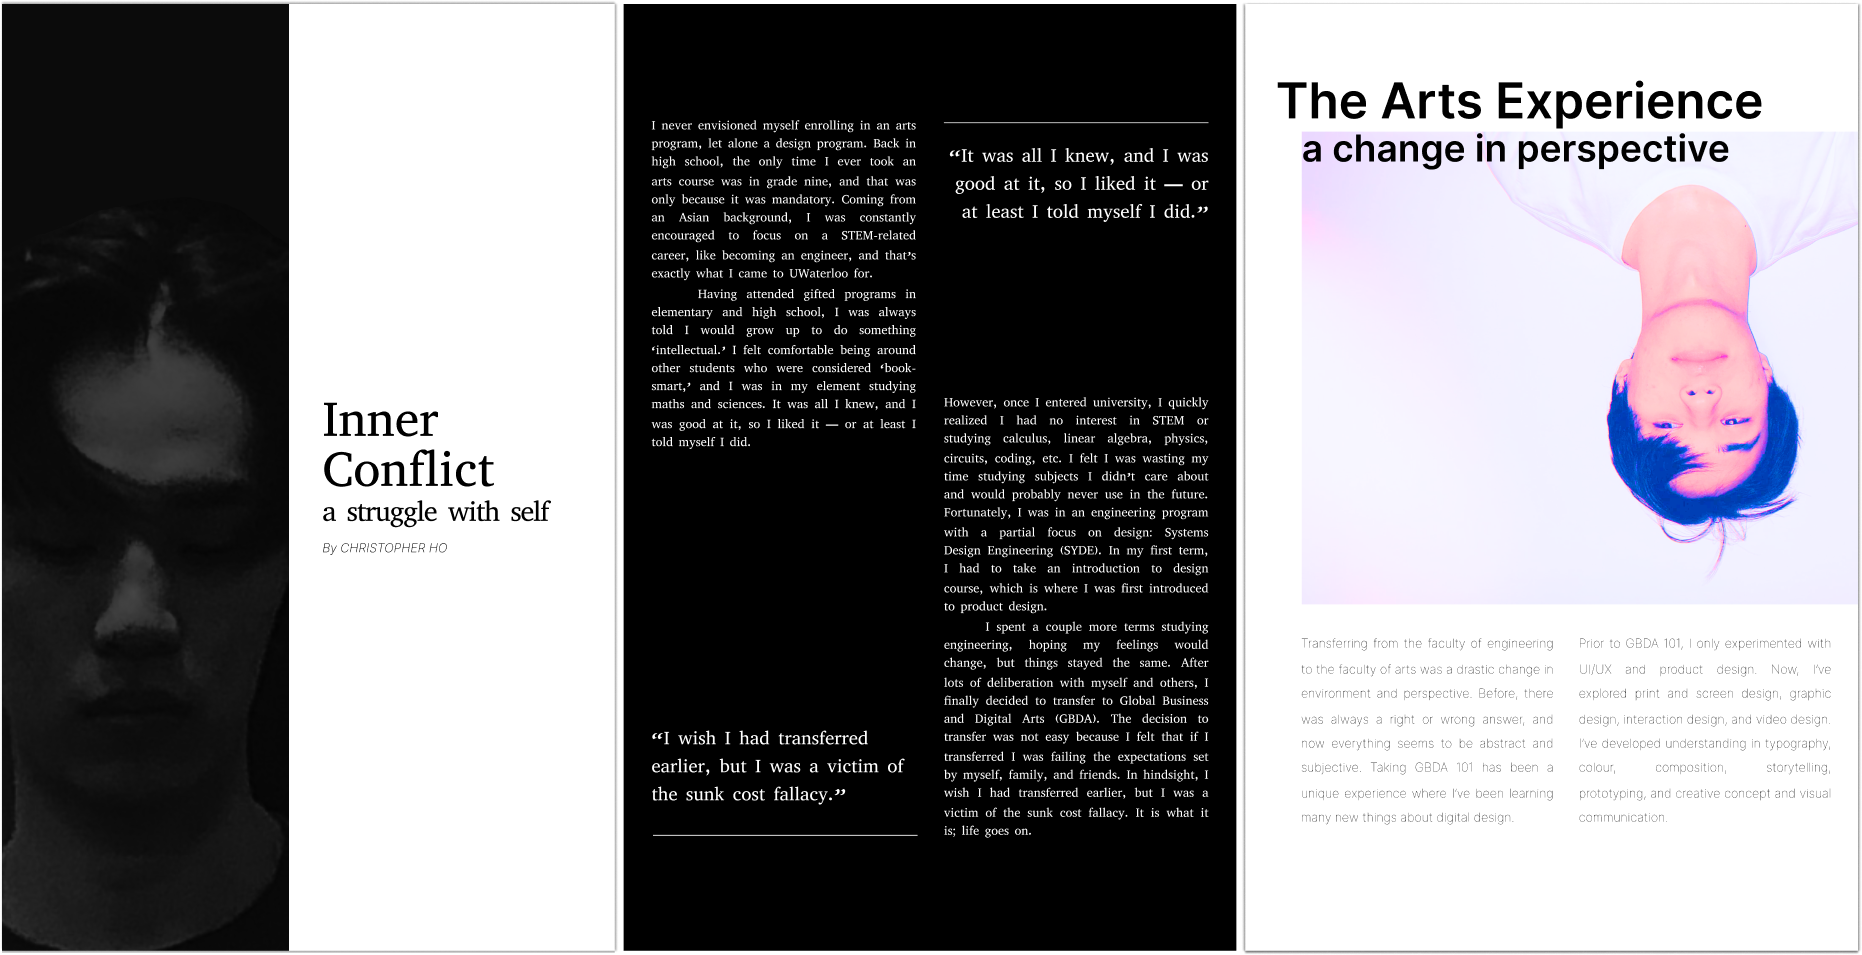 Inner
Conflict
a struggle with self
By CHRISTOPHER HO
I never envisioned myself enrolling in an arts
program, let alone a design program. Back in
high school, the only time I ever took an
arts course was in grade nine, and that was
only because it was mandatory. Coming from
an Asian background, I was constantly
encouraged to focus on a STEM-related
career, like becoming an engineer, and that’s
exactly what I came to UWaterloo for.
Having attended gifted programs in
elementary and high school, I was always
told I would grow up to do something
‘intellectual.’ I felt comfortable being around
other students who were considered ‘book-
smart,’ and I was in my element studying
maths and sciences. It was all I knew, and I
was good at it, so I liked it — or at least I
told myself I did.
“I wish I had transferred
earlier, but I was a victim of
the sunk cost fallacy.”
“It was all I knew, and I was
good at it, so I liked it — or
at least I told myself I did.”
However, once I entered university, I quickly
realized I had no interest in STEM or
studying calculus, linear algebra, physics,
circuits, coding, etc. I felt I was wasting my
time studying subjects I didn’t care about
and would probably never use in the future.
Fortunately, I was in an engineering program
with a partial focus on design: Systems
Design Engineering (SYDE). In my first term,
I had to take an introduction to design
course, which is where I was first introduced
to product design.
I spent a couple more terms studying
engineering, hoping my feelings would
change, but things stayed the same. After
lots of deliberation with myself and others, I
finally decided to transfer to Global Business
and Digital Arts (GBDA). The decision to
transfer was not easy because I felt that if I
transferred I was failing the expectations set
by myself, family, and friends. In hindsight, I
wish I had transferred earlier, but I was a
victim of the sunk cost fallacy. It is what it
is; life goes on.
The Arts Experience
a change in perspective
Transferring from the faculty of engineering
to the faculty of arts was a drastic change in
environment and perspective. Before, there
was always a right or wrong answer, and
now everything seems to be abstract and
subjective. Taking GBDA 101 has been a
unique experience where I’ve been learning
many new things about digital design.
Prior to GBDA 101, I only experimented with
UI/UX and product design. Now, I’ve
explored print and screen design, graphic
design, interaction design, and video design.
I’ve developed understanding in typography,
colour, composition, storytelling,
prototyping, and creative concept and visual
communication.